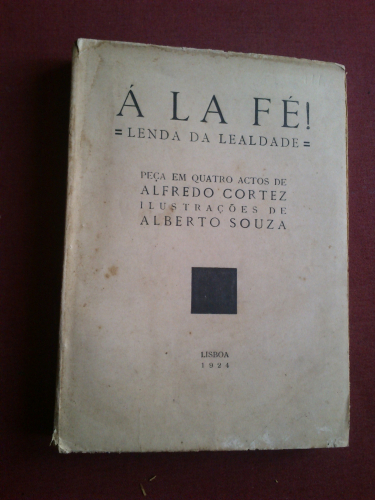 Á LA FÉ!
= LENDA DA LEALDADE =
PEÇA EM QUATRO ACTOS DE
ALFREDO CORTEZ
ILUSTRAÇÕES DE
ALBERTO SOUZA
LISBOA
1924